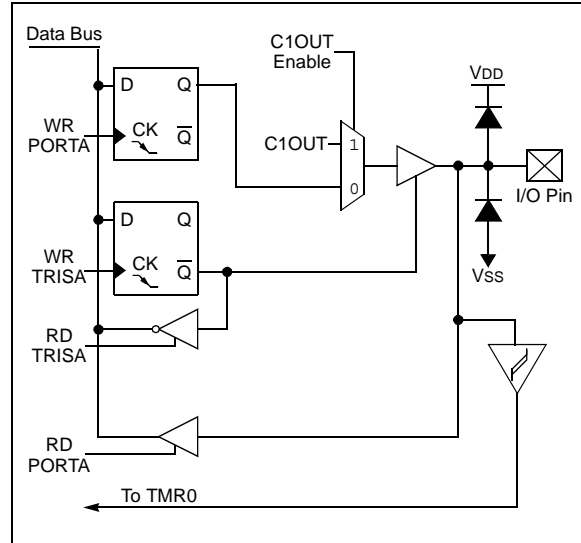 Data Bus
C1OUT
Enable
VDD
D Q
WR
PORTA
CK
Q
C1OUT
1
0
I/O Pin
D Q
WR
TRISA
CK
Q
VSS
RD
TRISA
RD
PORTA
To TMR0